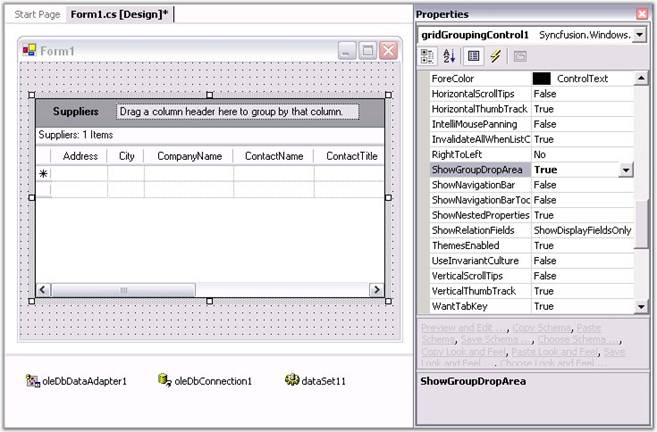 Start Page
Form1.cs [Design]*
Form1
Suppliers
Drag a column header here to group by that column.
Suppliers: 1 Items
Address City CompanyName ContactName ContactTitle
oleDbDataAdapter1 oleDbConnection1 dataSet11
Properties
gridGroupingControl1 Syncfusion.Windows.
ForeColor ControlText
HorizontalScrollTips False
HorizontalThumbTrack True
IntelliMousePanning False
InvalidateAllWhenListC True
RightToLeft No
ShowGroupDropArea True
ShowNavigationBar False
ShowNavigationBarToo False
ShowNestedProperties True
ShowRelationFields ShowDisplayFieldsOnly
ThemesEnabled True
UseInvariantCulture False
VerticalScrollTips False
VerticalThumbTrack True
WantTabKey True
Preview and Edit ..., Copy Schema, Paste
Schema, Save Schema ..., Choose Schema ...,
Copy Look and Feel, Paste Look and Feel, Save
Look and Feel ..., Choose Look and Feel ...
ShowGroupDropArea